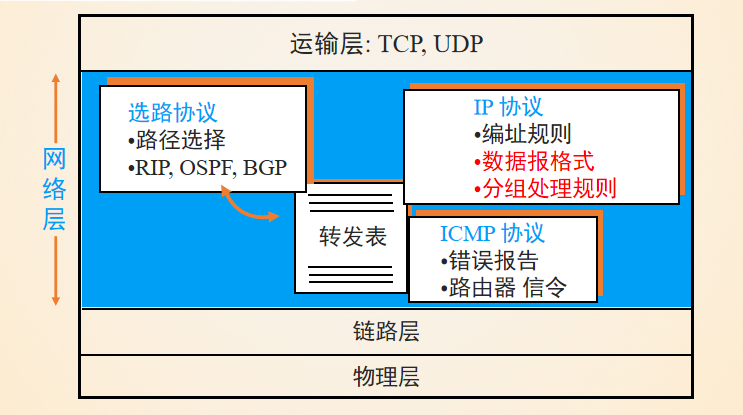 运输层: TCP, UDP
网络层
选路协议
•路径选择
•RIP, OSPF, BGP
IP 协议
•编址规则
•数据报格式
•分组处理规则
转发表
ICMP 协议
•错误报告
•路由器 信令
链路层
物理层